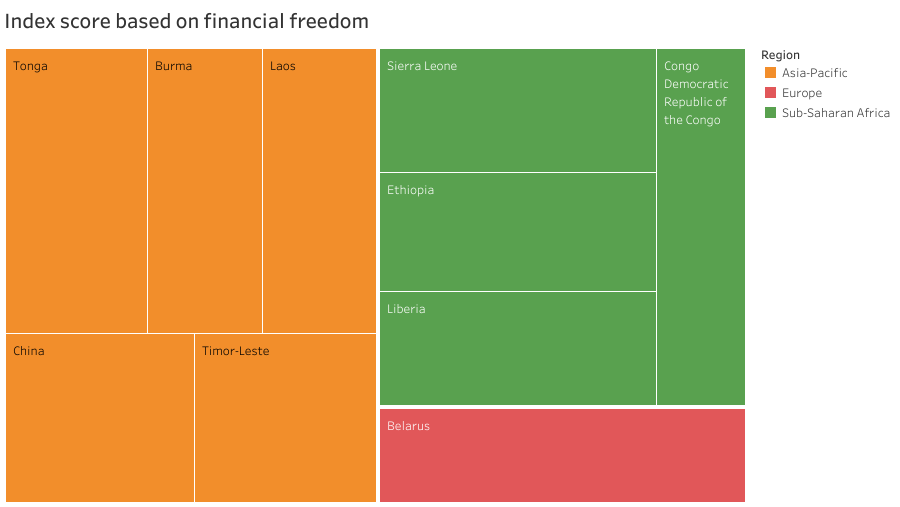 Index score based on financial freedom
Tonga
Burma
Laos
China
Timor-Leste
Sierra Leone
Ethiopia
Liberia
Congo
Democratic
Republic of
the Congo
Belarus
Region
Asia-Pacific
Europe
Sub-Saharan Africa